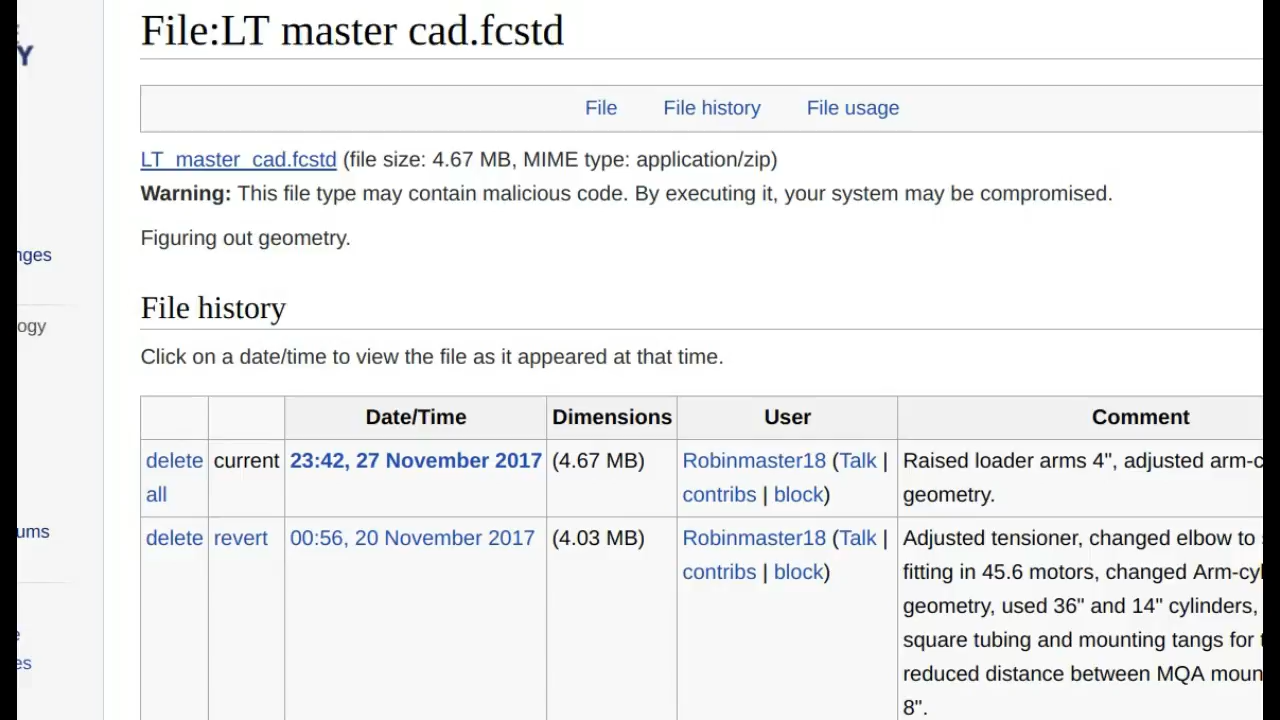 Y
File:LT master cad.fcstd
File File history File usage
LT_master_cad.fcstd (file size: 4.67 MB, MIME type: application/zip)
Warning: This file type may contain malicious code. By executing it, your system may be compromised.
Figuring out geometry.
nges
File history
ogy
Click on a date/time to view the file as it appeared at that time.
Date/Time Dimensions User Comment
delete current 23:42, 27 November 2017 (4.67 MB) Robinmaster18 (Talk | Raised loader arms 4", adjusted arm-c
all contribs | block) geometry.
ums
delete revert 00:56, 20 November 2017 (4.03 MB) Robinmaster18 (Talk | Adjusted tensioner, changed elbow to
contribs | block) fitting in 45.6 motors, changed Arm-cyl
geometry, used 36" and 14" cylinders,
e
square tubing and mounting tangs for
es
reduced distance between MQA moun
8".